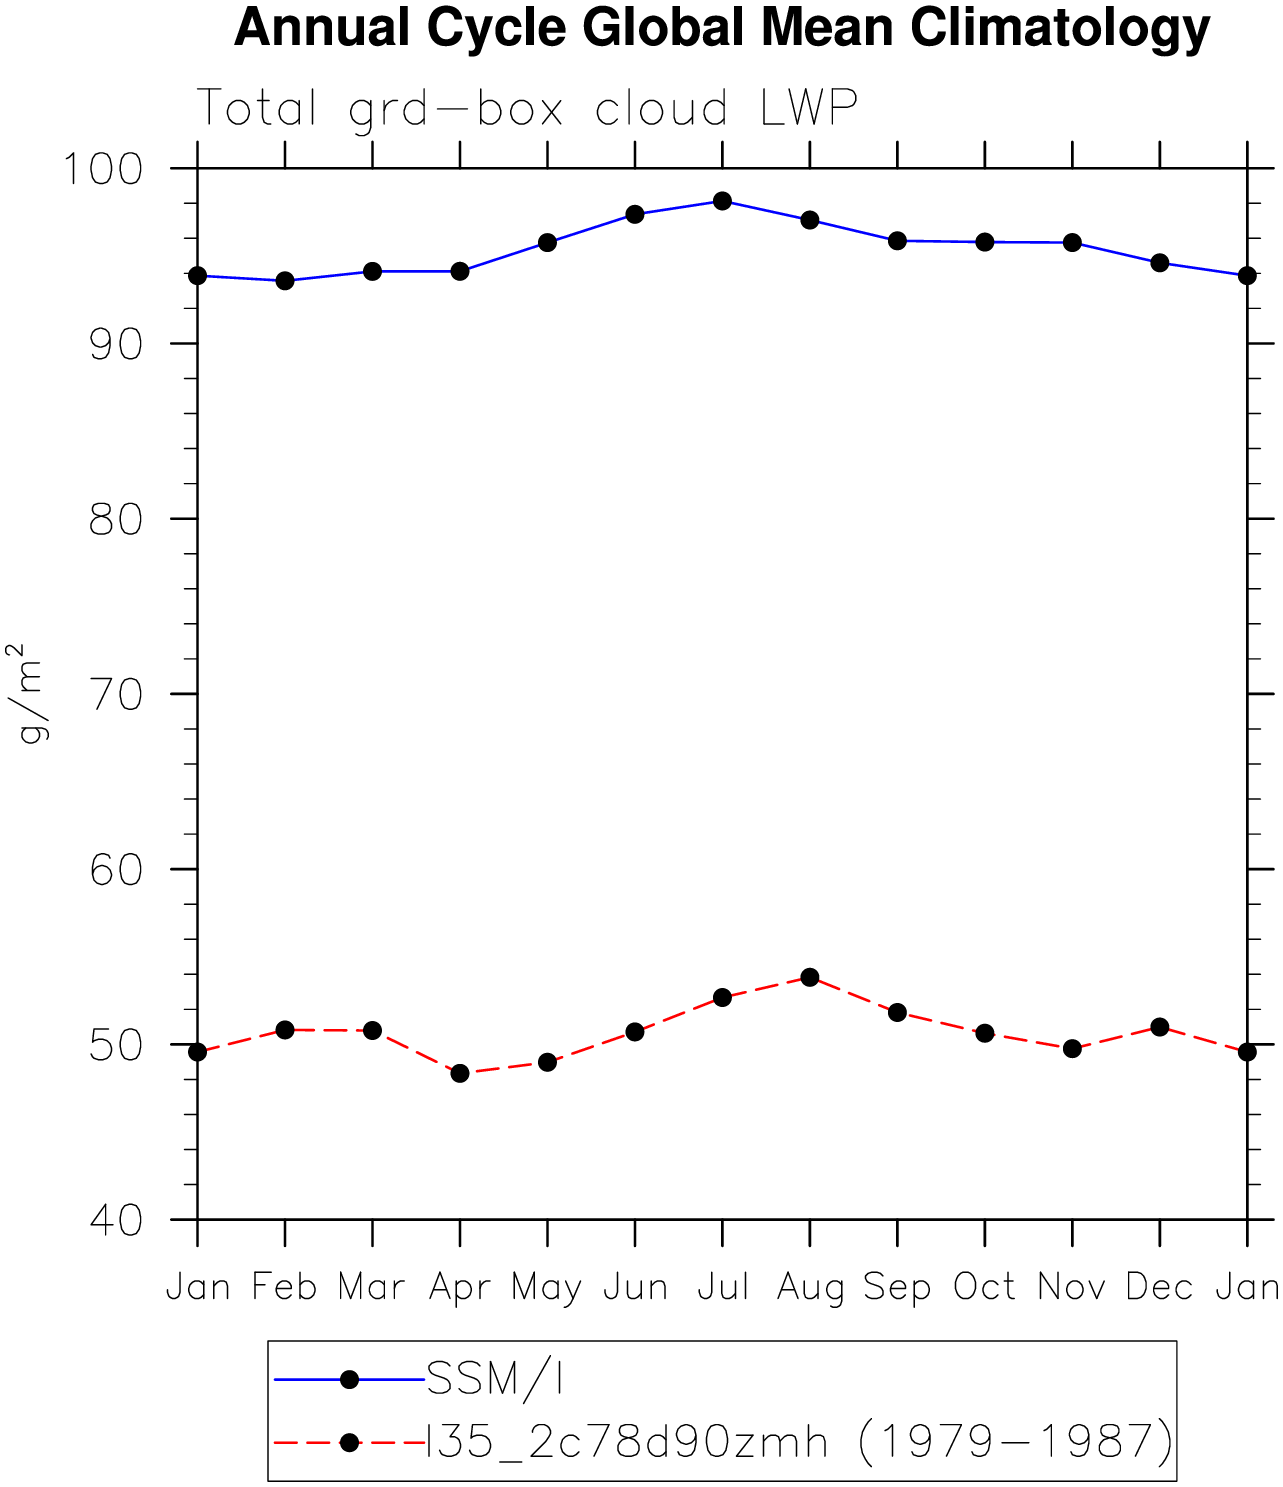 Annual Cycle Global Mean Climatology
Total grd-box cloud LWP
100
90
80
70
60
50
40
g/m²
Jan Feb Mar Apr May Jun Jul Aug Sep Oct Nov Dec Jan
SSM/I
I35_2c78d90zmh (1979-1987)